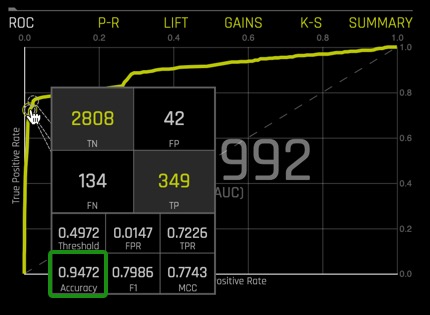 ROC P-R LIFT GAINS K-S SUMMARY
0.0 0.2 0.4 0.6 0.8 1.0
1.0
0.8
0.6
0.4
0.2
0.0
True Positive Rate
2808 42
TN FP
134 349
FN TP
992
AUC)
0.4972 0.0147 0.7226
Threshold FPR TPR
0.9472 0.7986 0.7743
Accuracy F1 MCC
ositive Rate